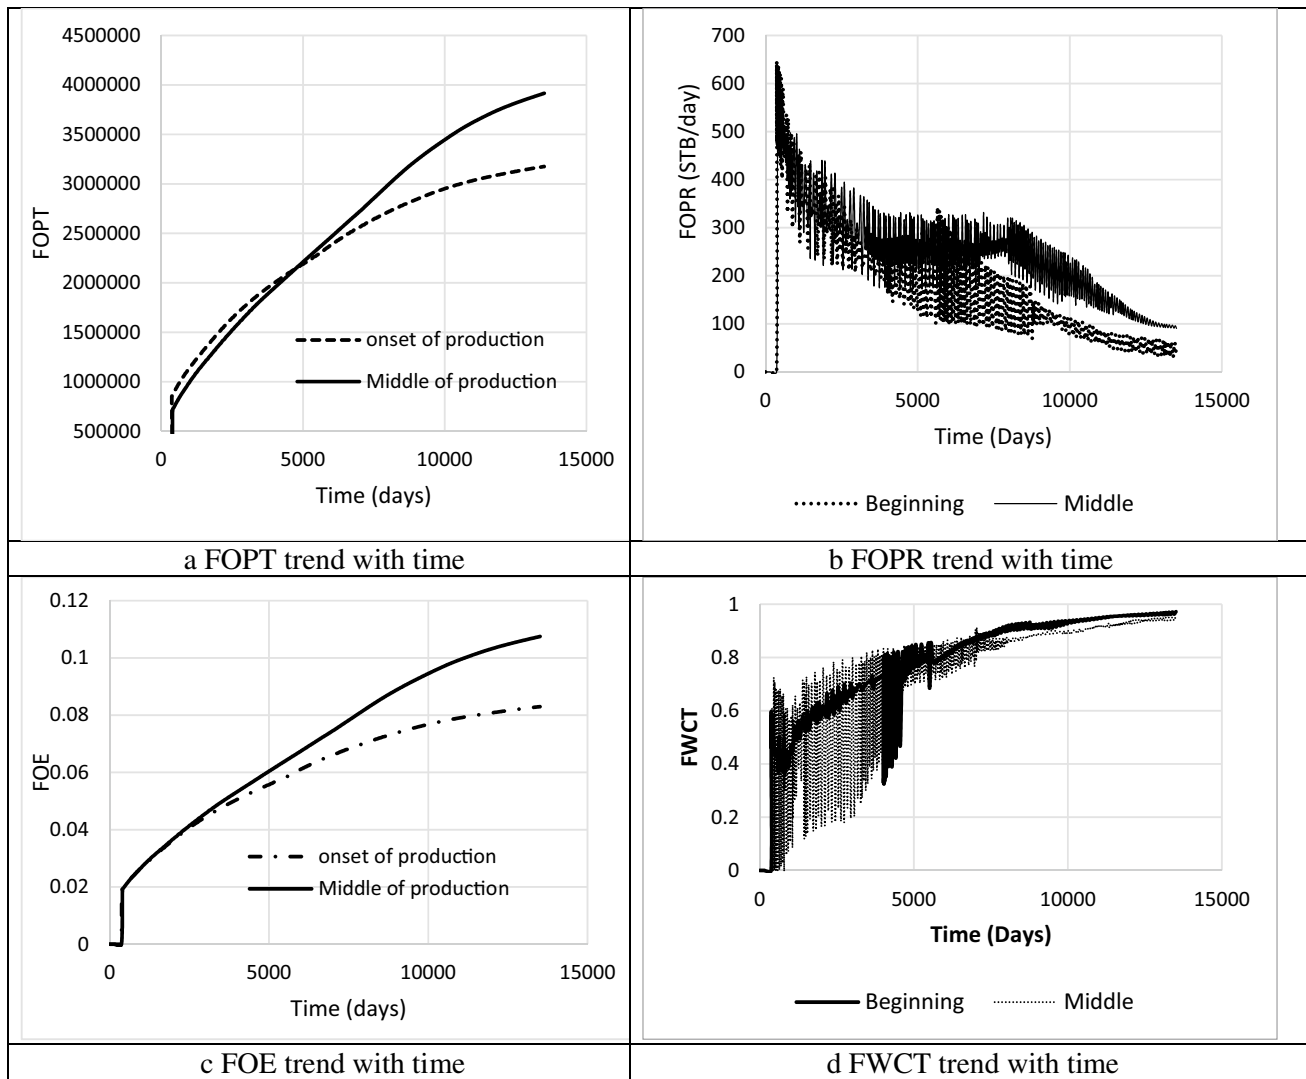 4500000
4000000
3500000
3000000
2500000
2000000
1500000
1000000
500000
FOPT
0 5000 10000 15000
Time (days)
onset of production
Middle of production
a FOPT trend with time
700
600
500
400
300
200
100
0
FOPR (STB/day)
0 5000 10000 15000
Time (Days)
Beginning Middle
b FOPR trend with time
0.12
0.1
0.08
0.06
0.04
0.02
0
FOE
0 5000 10000 15000
Time (days)
onset of production
Middle of production
c FOE trend with time
1
0.8
0.6
0.4
0.2
0
FWCT
0 5000 10000 15000
Time (Days)
Beginning Middle
d FWCT trend with time